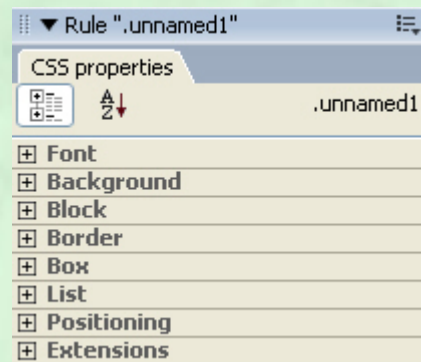 Rule ".unnamed1"
CSS properties
.unnamed1
Font
Background
Block
Border
Box
List
Positioning
Extensions